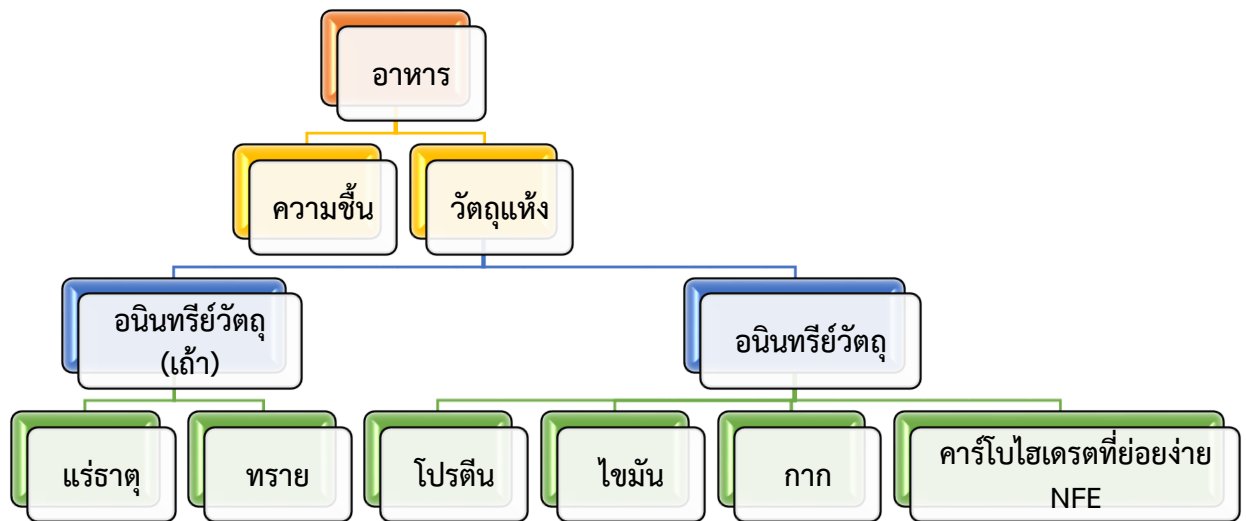 อาหาร
ความชื้น
วัตถุแห้ง
อนินทรีย์วัตถุ
(เถ้า)
อนินทรีย์วัตถุ
แร่ธาตุ
ทราย
โปรตีน
ไขมัน
กาก
คาร์โบไฮเดรตที่ย่อยง่าย
NFE